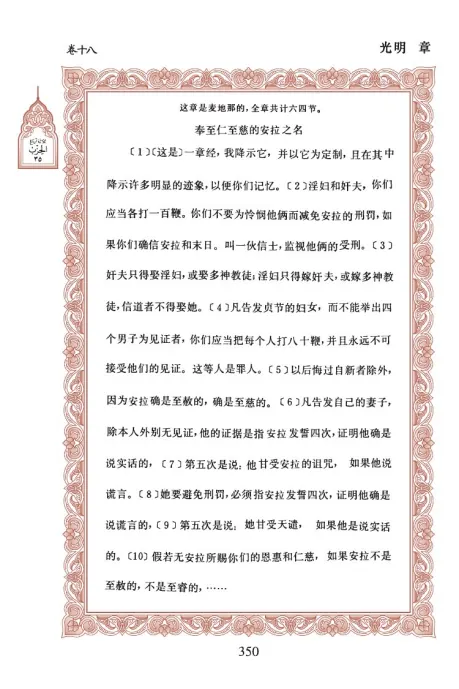 卷十八
光明 章
الحزب
٣٥
这章是麦地那的，全章共计六四节。
奉至仁至慈的安拉之名
〔1〕〔这是〕一章经，我降示它，并以它为定制，且在其中
降示许多明显的迹象，以便你们记忆。〔2〕淫妇和奸夫，你们
应当各打一百鞭。你们不要为怜悯他俩而减免安拉的刑罚，如
果你们确信安拉和末日。叫一伙信士，监视他俩的受刑。〔3〕
奸夫只得娶淫妇，或娶多神教徒；淫妇只得嫁奸夫，或嫁多神教
徒，信道者不得娶她。〔4〕凡告发贞节的妇女，而不能举出四
个男子为见证者，你们应当把每个人打八十鞭，并且永远不可
接受他们的见证。这等人是罪人。〔5〕以后悔过自新者除外，
因为安拉确是至赦的，确是至慈的。〔6〕凡告发自己的妻子，
除本人外别无见证，他的证据是指安拉发誓四次，证明他确是
说实话的，〔7〕第五次是说：他甘受安拉的诅咒， 如果他说
谎言。〔8〕她要避免刑罚，必须指安拉发誓四次，证明他确是
说谎言的，〔9〕第五次是说：她甘受天谴， 如果他是说实话
的。〔10〕假若无安拉所赐你们的恩惠和仁慈，如果安拉不是
至赦的，不是至睿的，……
350